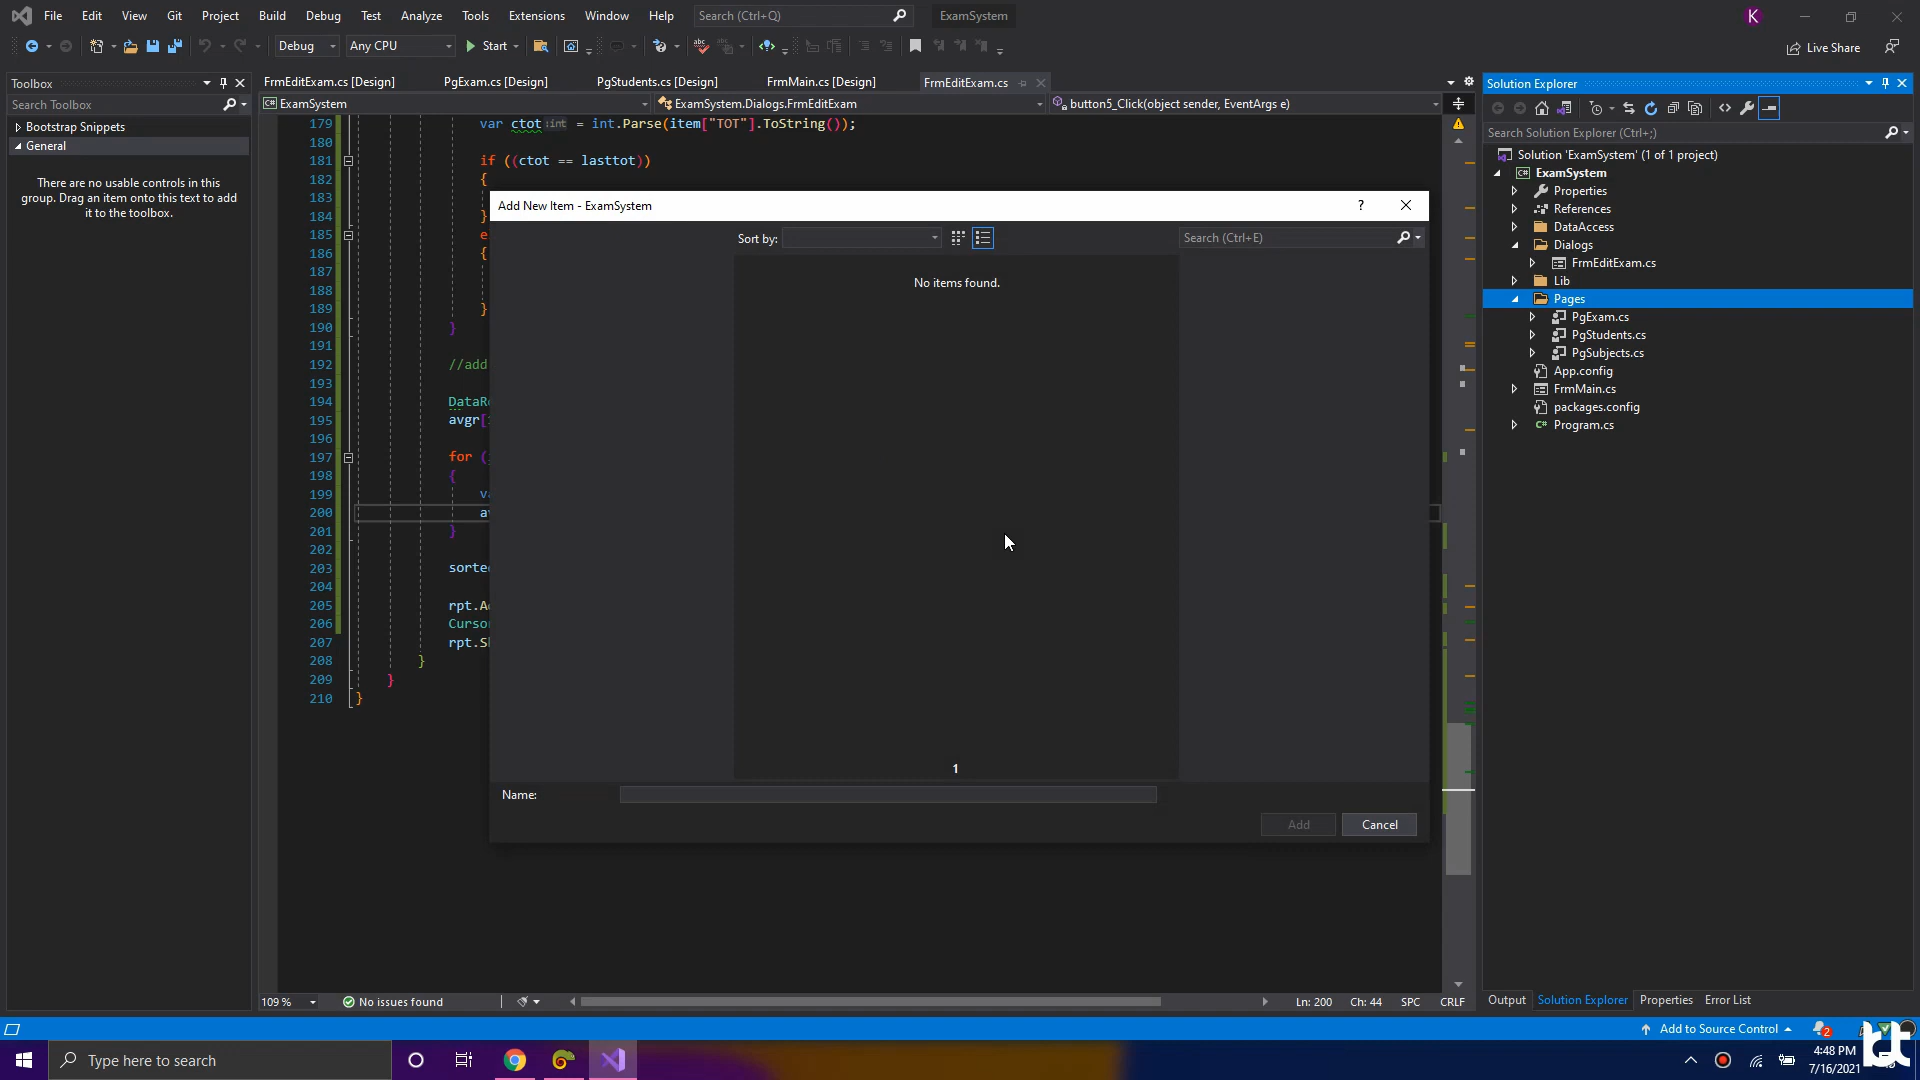 File Edit View Git Project Build Debug Test Analyze Tools Extensions Window Help Search (Ctrl+Q) ExamSystem K
Debug Any CPU Start Live Share
Toolbox
Search Toolbox
Bootstrap Snippets
General
There are no usable controls in this
group. Drag an item onto this text to add
it to the toolbox.
FrmEditExam.cs [Design] PgExam.cs [Design] PgStudents.cs [Design] FrmMain.cs [Design] FrmEditExam.cs
ExamSystem ExamSystem.Dialogs.FrmEditExam button5_Click(object sender, EventArgs e)
179 var ctot int = int.Parse(item["TOT"].ToString());
180
181 if ((ctot == lasttot))
182 {
183
184 }
185 e
186 {
187
188
189 }
190 }
191
192 //add
193
194 DataR
195 avgr[
196
197 for (
198 {
199 va
200 av
201 }
202
203 sorte
204
205 rpt.A
206 Curso
207 rpt.S
208 }
209 }
210 }
Add New Item - ExamSystem ?
Sort by: Search (Ctrl+E)
No items found.
1
Name:
Add Cancel
109 % No issues found Ln: 200 Ch: 44 SPC CRLF
Solution Explorer
Search Solution Explorer (Ctrl+;)
Solution 'ExamSystem' (1 of 1 project)
ExamSystem
Properties
References
DataAccess
Dialogs
FrmEditExam.cs
Lib
Pages
PgExam.cs
PgStudents.cs
PgSubjects.cs
App.config
FrmMain.cs
packages.config
Program.cs
Output Solution Explorer Properties Error List
Add to Source Control 2
Type here to search
4:48 PM
7/16/2021